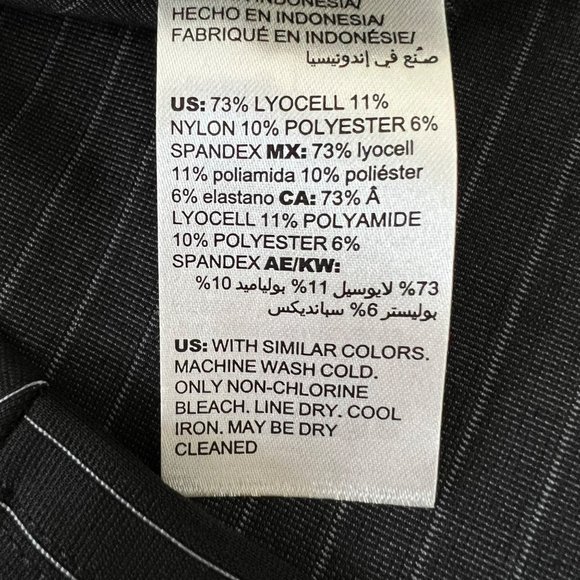 INDONESIA/
HECHO EN INDONESIA/
FABRIQUÉ EN INDONÉSIE/
صُنع في إندونيسيا
US: 73% LYOCELL 11%
NYLON 10% POLYESTER 6%
SPANDEX MX: 73% lyocell
11% poliamida 10% poliéster
6% elastano CA: 73% Â
LYOCELL 11% POLYAMIDE
10% POLYESTER 6%
SPANDEX AE/KW:
73% لايوسيل 11% بولياميد 10%
بوليستر 6% سبانديكس
US: WITH SIMILAR COLORS.
MACHINE WASH COLD.
ONLY NON-CHLORINE
BLEACH. LINE DRY. COOL
IRON. MAY BE DRY
CLEANED